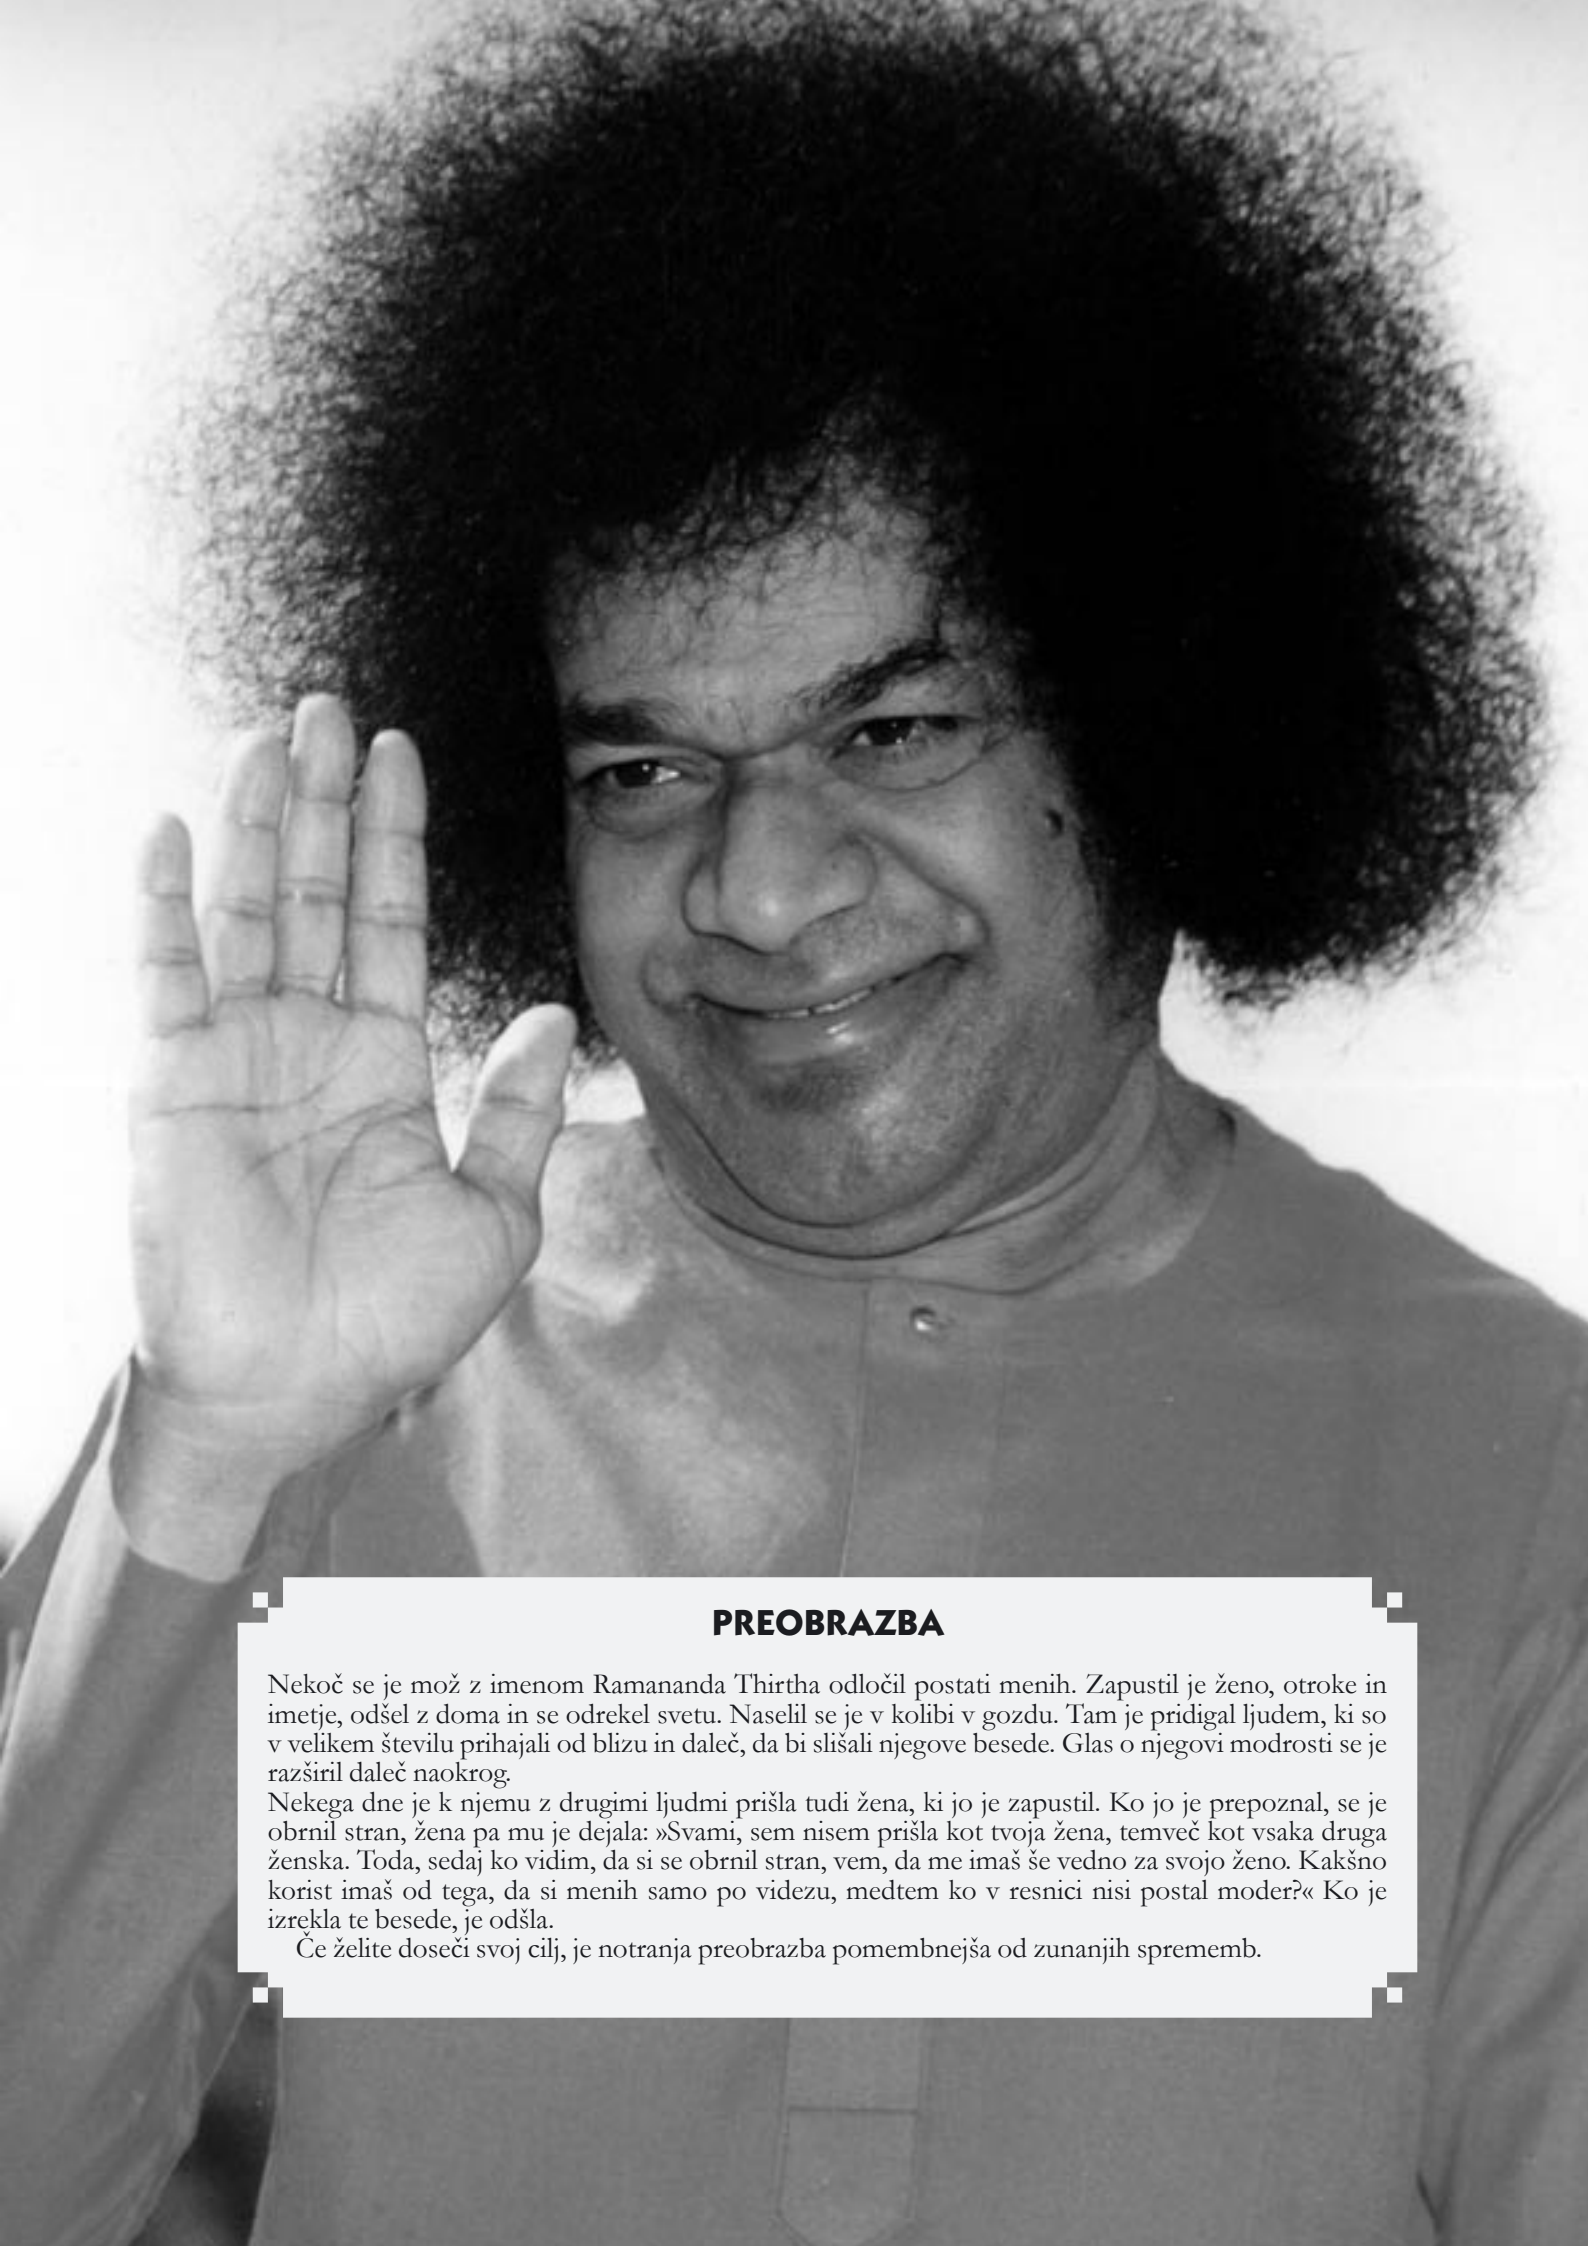 PREOBRAZBA
Nekoč se je mož z imenom Ramananda Thirtha odločil postati menih. Zapustil je ženo, otroke in
imetje, odšel z doma in se odrekel svetu. Naselil se je v kolibi v gozdu. Tam je pridigal ljudem, ki so
v velikem številu prihajali od blizu in daleč, da bi slišali njegove besede. Glas o njegovi modrosti se je
razširil daleč naokrog.
Nekega dne je k njemu z drugimi ljudmi prišla tudi žena, ki jo je zapustil. Ko jo je prepoznal, se je
obrnil stran, žena pa mu je dejala: »Svami, sem nisem prišla kot tvoja žena, temveč kot vsaka druga
ženska. Toda, sedaj ko vidim, da si se obrnil stran, vem, da me imaš še vedno za svojo ženo. Kakšno
korist imaš od tega, da si menih samo po videzu, medtem ko v resnici nisi postal moder?« Ko je
izrekla te besede, je odšla.
Če želite doseči svoj cilj, je notranja preobrazba pomembnejša od zunanjih sprememb.